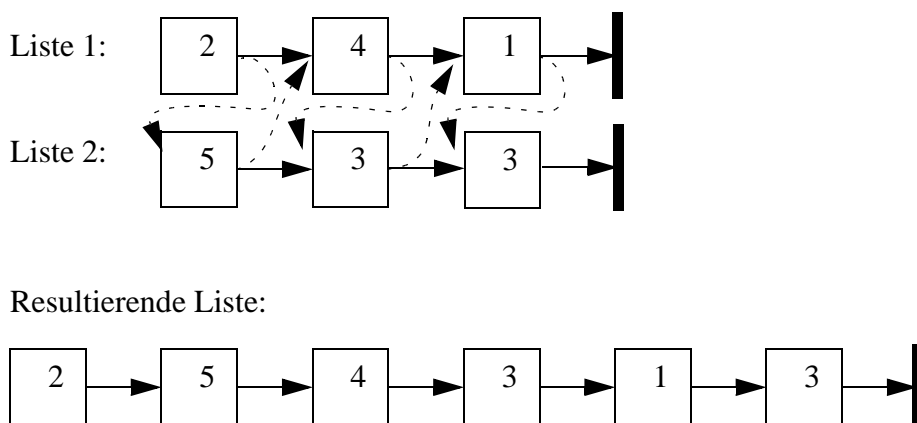 Liste 1: 2 4 1
Liste 2: 5 3 3
Resultierende Liste:
2 5 4 3 1 3